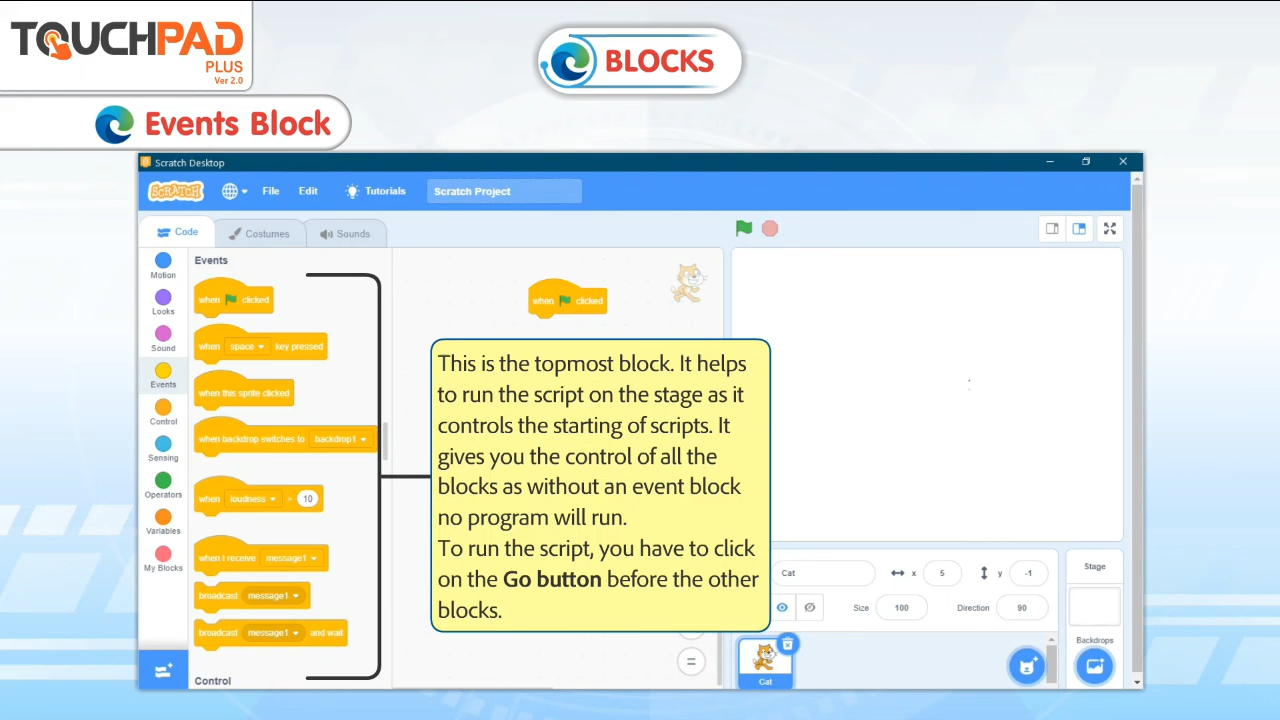 TOUCHPAD
PLUS
Ver 2.0
BLOCKS
Events Block
Scratch Desktop
SCRATCH
File Edit Tutorials Scratch Project
Code Costumes Sounds
Motion
Looks
Sound
Events
Control
Sensing
Operators
Variables
My Blocks
Events
when clicked
when space key pressed
when this sprite clicked
when backdrop switches to backdrop1
when loudness > 10
when I receive message1
broadcast message1
broadcast message1 and wait
Control
when clicked
This is the topmost block. It helps
to run the script on the stage as it
controls the starting of scripts. It
gives you the control of all the
blocks as without an event block
no program will run.
To run the script, you have to click
on the Go button before the other
blocks.
Cat x 5 y -1
Size 100 Direction 90
Cat
Stage
Backdrops